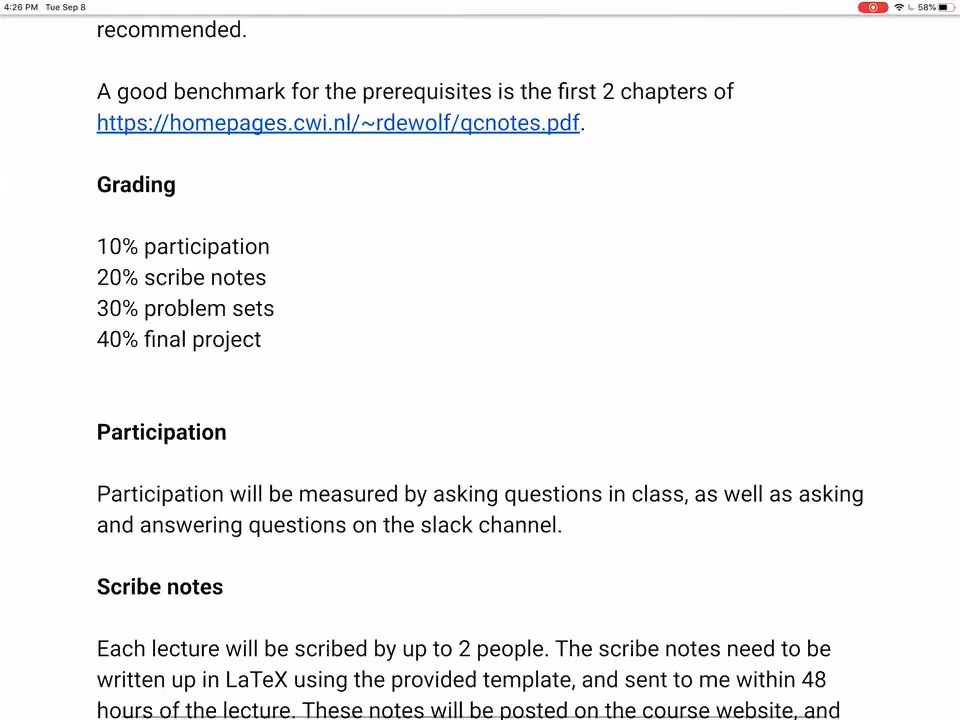 4:26 PM Tue Sep 8
58%
recommended.
A good benchmark for the prerequisites is the first 2 chapters of
https://homepages.cwi.nl/~rdewolf/qcnotes.pdf.
Grading
10% participation
20% scribe notes
30% problem sets
40% final project
Participation
Participation will be measured by asking questions in class, as well as asking
and answering questions on the slack channel.
Scribe notes
Each lecture will be scribed by up to 2 people. The scribe notes need to be
written up in LaTeX using the provided template, and sent to me within 48
hours of the lecture. These notes will be posted on the course website, and